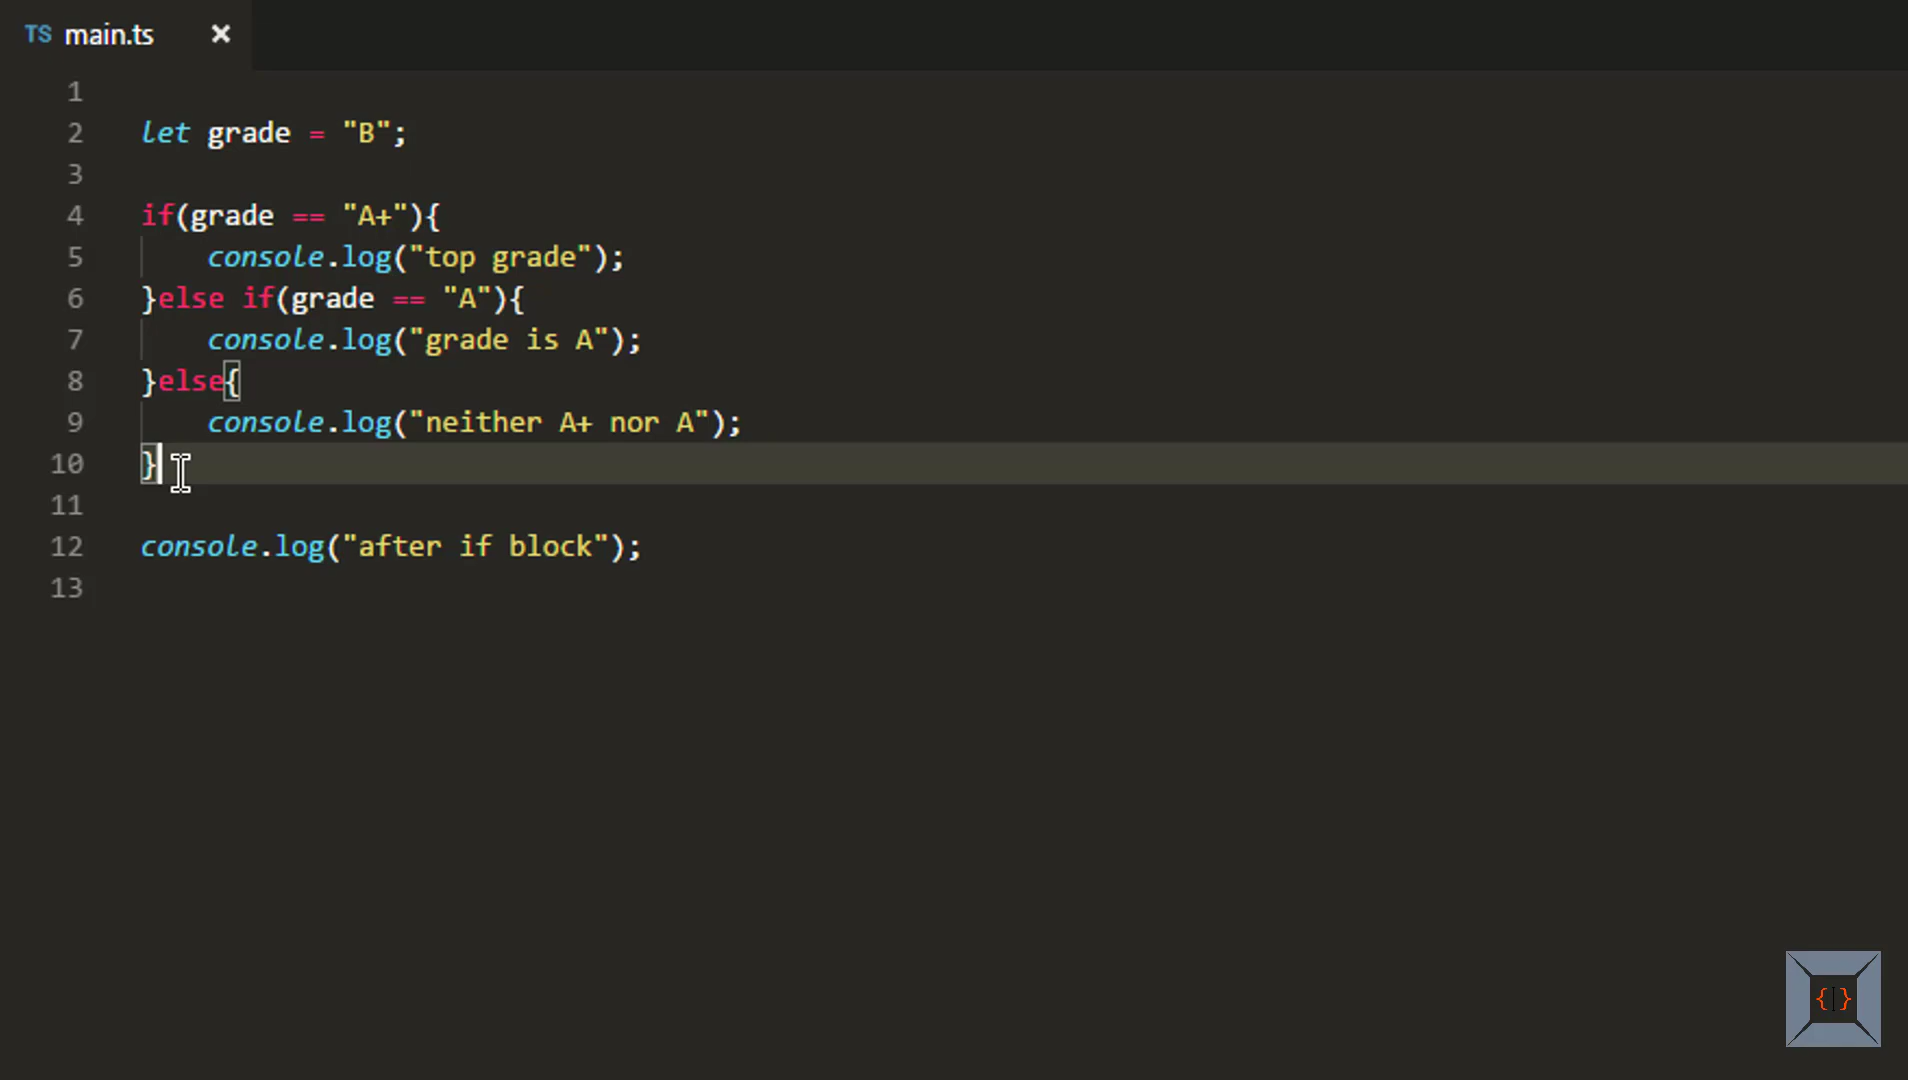 TS main.ts ×
1
2 let grade = "B";
3
4 if(grade == "A+"){
5     console.log("top grade");
6 }else if(grade == "A"){
7     console.log("grade is A");
8 }else{
9     console.log("neither A+ nor A");
10 }
11
12 console.log("after if block");
13
{|}